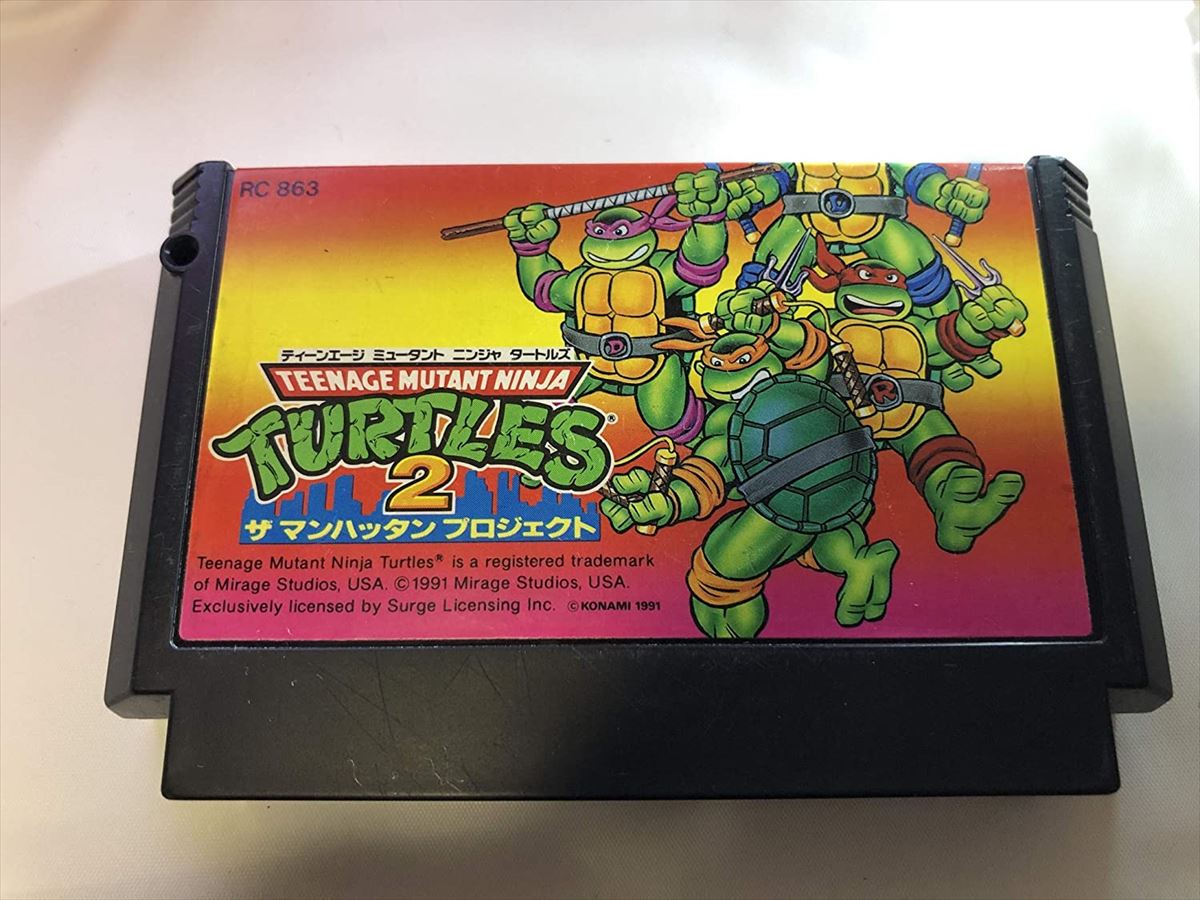 RC 863
ティーンエージ ミュータント ニンジャ タートルズ
TEENAGE MUTANT NINJA
TURTLES®
2
ザ マンハッタン プロジェクト
Teenage Mutant Ninja Turtles® is a registered trademark
of Mirage Studios, USA. ©1991 Mirage Studios, USA.
Exclusively licensed by Surge Licensing Inc. ©KONAMI 1991
D
L
R